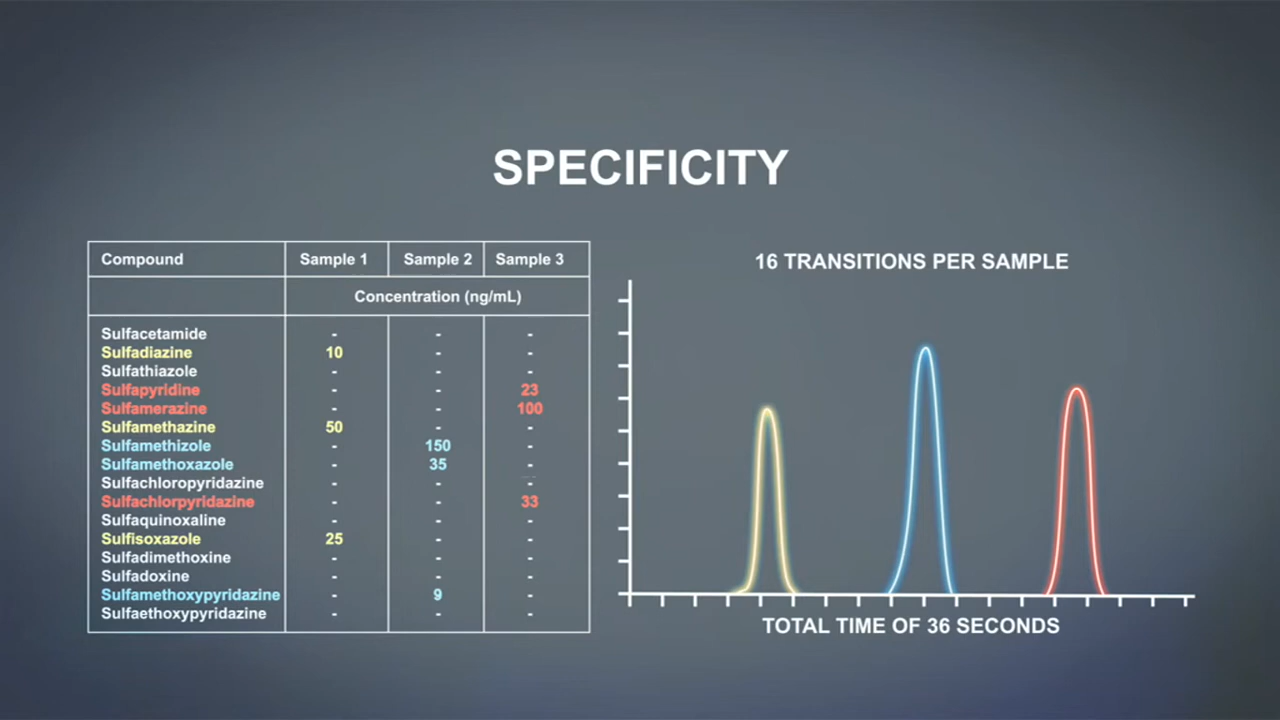 SPECIFICITY
Compound Sample 1 Sample 2 Sample 3
Concentration (ng/mL)
Sulfacetamide - - -
Sulfadiazine 10 - -
Sulfathiazole - - -
Sulfapyridine - - 23
Sulfamerazine - - 100
Sulfamethazine 50 - -
Sulfamethizole - 150 -
Sulfamethoxazole - 35 -
Sulfachloropyridazine - - -
Sulfachlorpyridazine - - 33
Sulfaquinoxaline - - -
Sulfisoxazole 25 - -
Sulfadimethoxine - - -
Sulfadoxine - - -
Sulfamethoxypyridazine - 9 -
Sulfaethoxypyridazine - - -
16 TRANSITIONS PER SAMPLE
TOTAL TIME OF 36 SECONDS